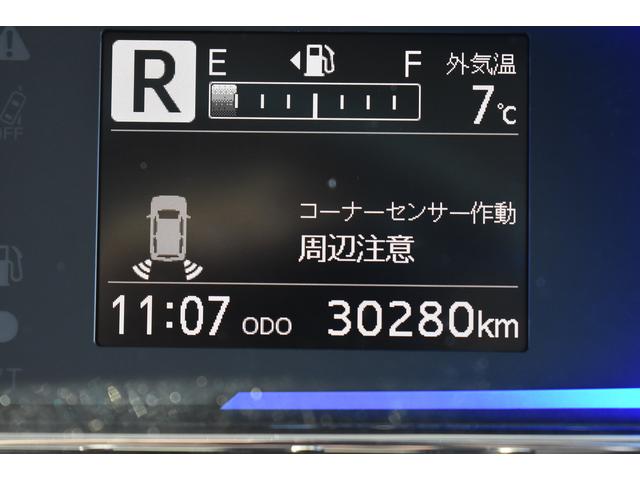 R E F 外気温
7℃
コーナーセンサー作動
周辺注意
11:07 ODO 30280km
OFF